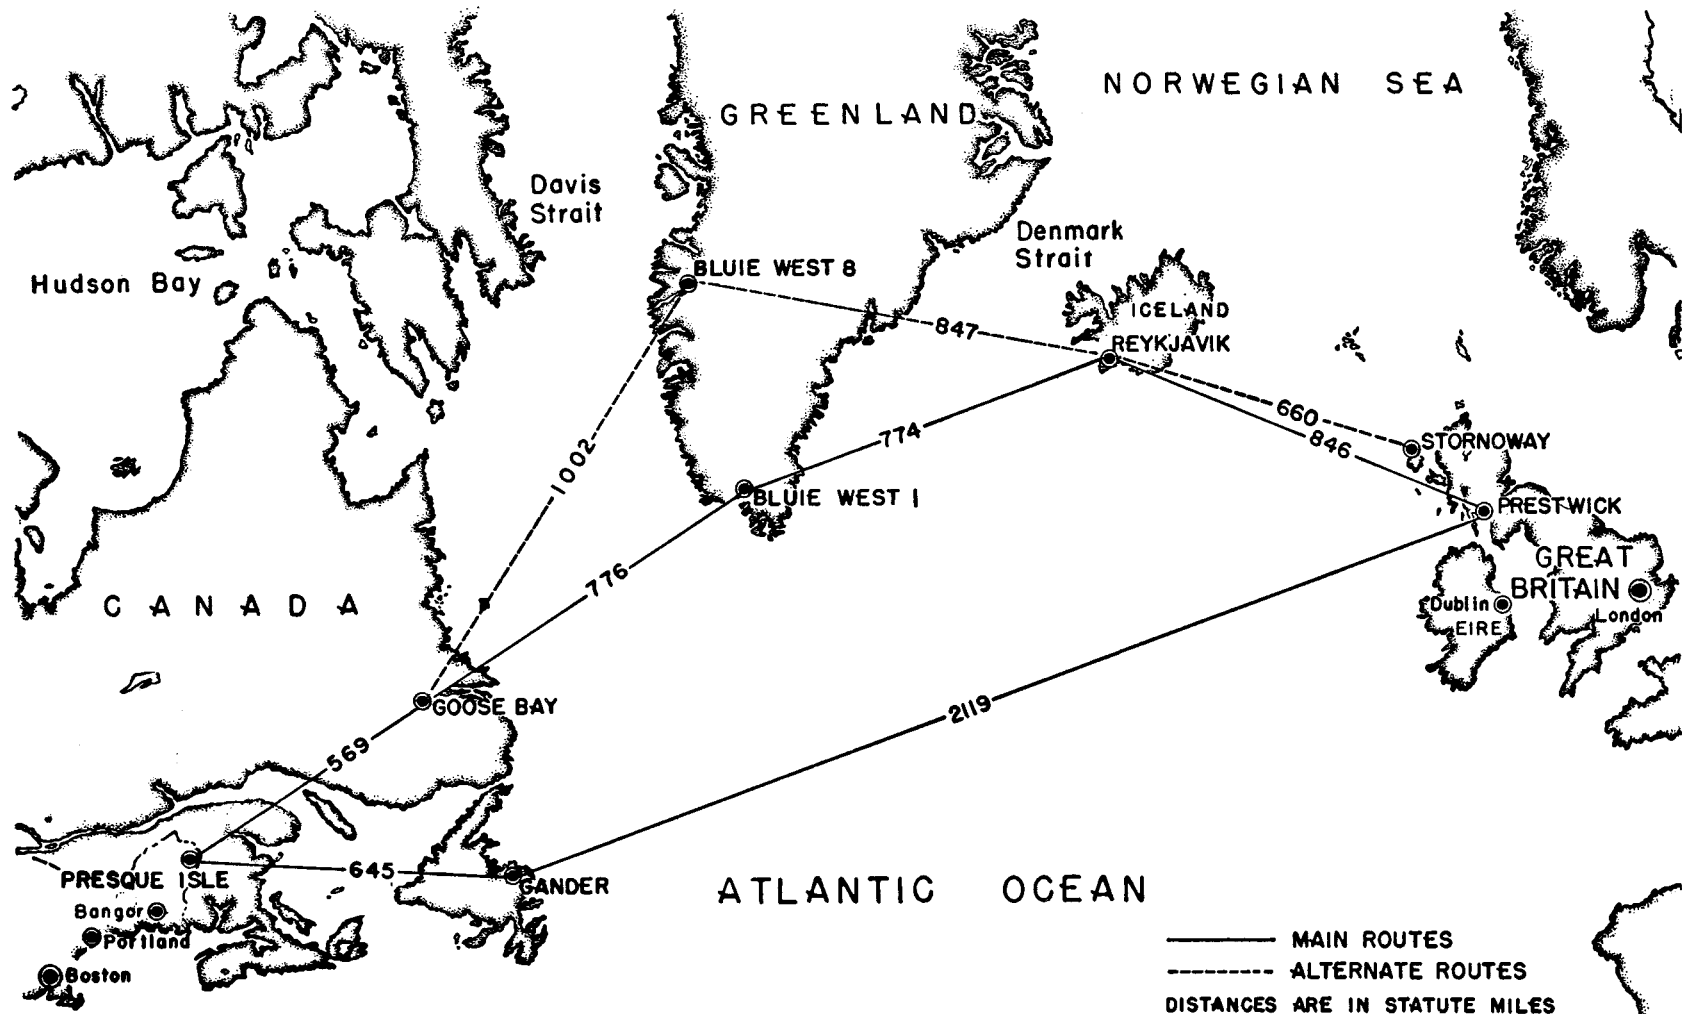 NORWEGIAN SEA
GREENLAND
Davis
Strait
Denmark
Strait
Hudson Bay
BLUIE WEST 8
ICELAND
847
REYKJAVIK
660
774
846
STORNOWAY
1002
BLUIE WEST 1
PRESTWICK
GREAT
BRITAIN
776
CANADA
Dublin
EIRE
London
GOOSE BAY
2119
569
645
PRESQUE ISLE
GANDER
ATLANTIC OCEAN
Bangor
Portland
Boston
MAIN ROUTES
ALTERNATE ROUTES
DISTANCES ARE IN STATUTE MILES